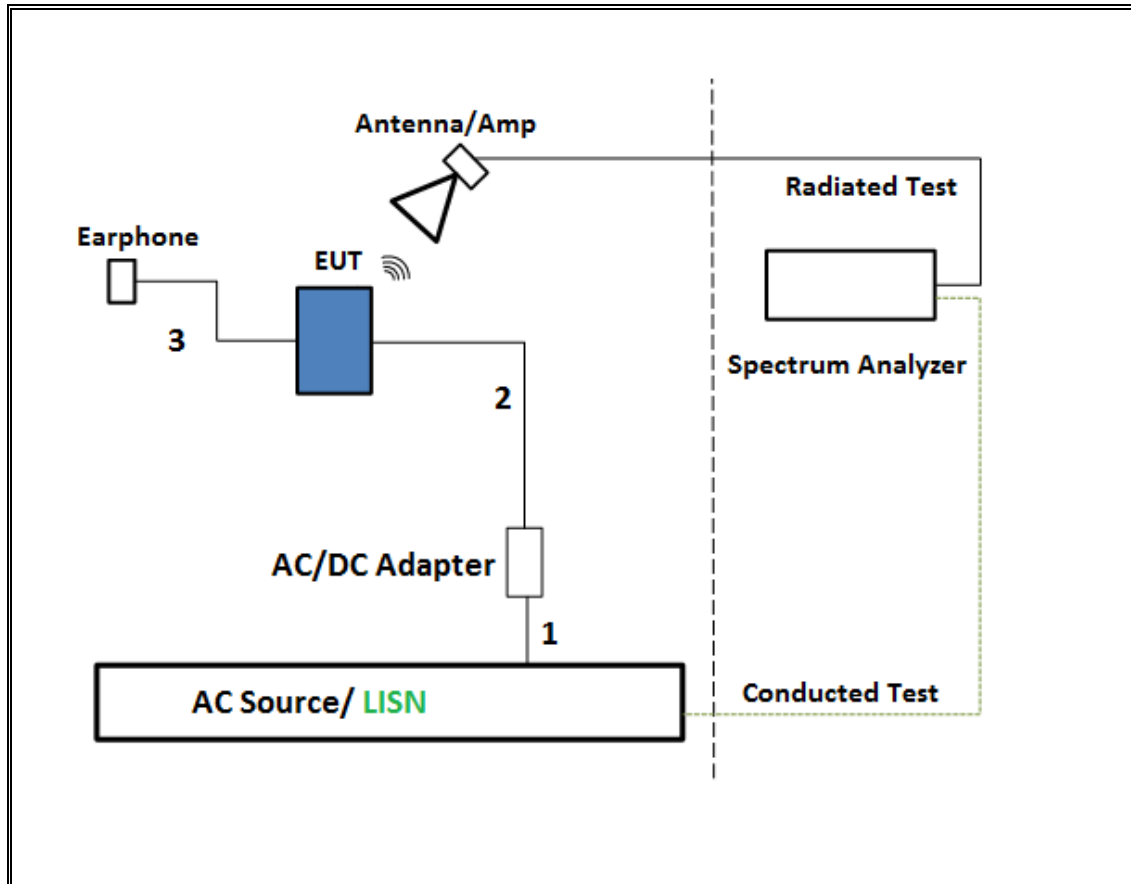 Antenna/Amp
Radiated Test
Earphone
EUT
3
Spectrum Analyzer
2
AC/DC Adapter
1
AC Source/ LISN
Conducted Test